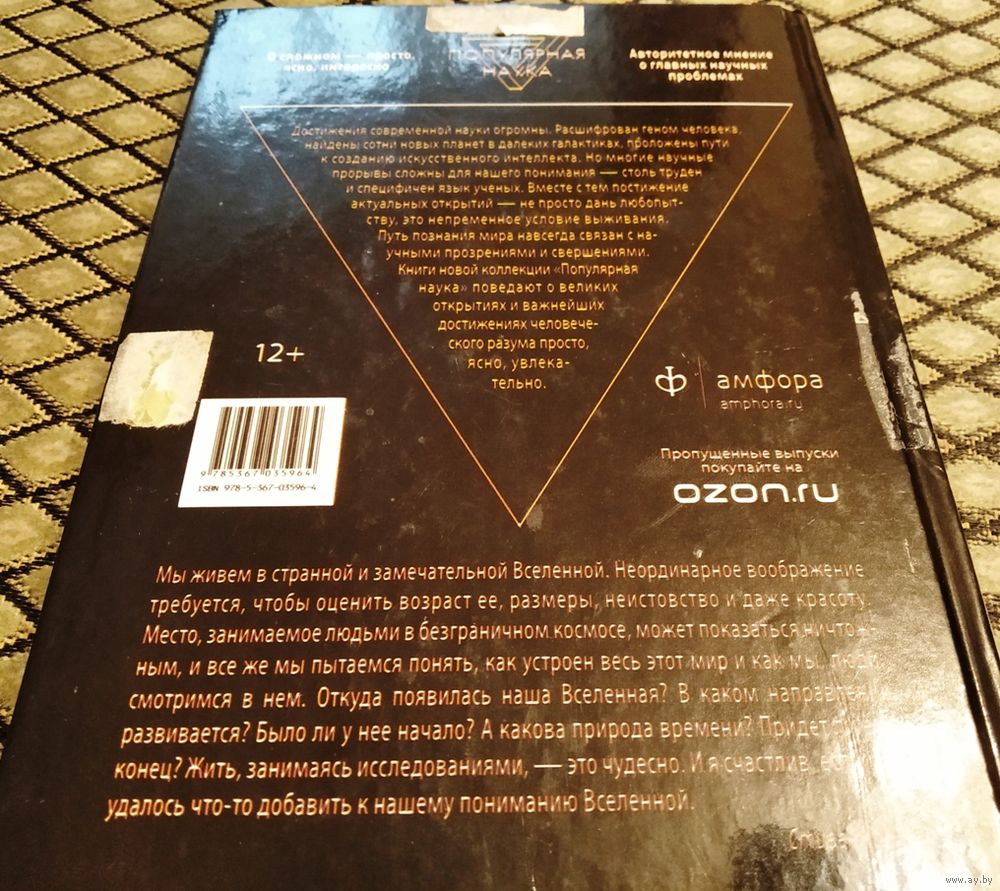 О сложном — просто,
ясно, интересно
ПОПУЛЯРНАЯ
НАУКА
Авторитетное мнение
о главных научных
проблемах
Достижения современной науки огромны. Расшифрован геном человека,
найдены сотни новых планет в далеких галактиках, проложены пути
к созданию искусственного интеллекта. Но многие научные
прорывы сложны для нашего понимания — столь труден
и специфичен язык ученых. Вместе с тем постижение
актуальных открытий — не просто дань любопыт-
ству, это непременное условие выживания.
Путь познания мира навсегда связан с на-
учными прозрениями и свершениями.
Книги новой коллекции «Популярная
наука» поведают о великих
открытиях и важнейших
достижениях человече-
ского разума просто,
ясно, увлека-
тельно.
12+
9 785367 035964
ISBN 978-5-367-03596-4
амфора
amphora.ru
Пропущенные выпуски
покупайте на
ozon.ru
Мы живем в странной и замечательной Вселенной. Неординарное воображение
требуется, чтобы оценить возраст ее, размеры, неистовство и даже красоту.
Место, занимаемое людьми в безграничном космосе, может показаться ничтож-
ным, и все же мы пытаемся понять, как устроен весь этот мир и как мы, люди,
смотримся в нем. Откуда появилась наша Вселенная? В каком
развивается? Было ли у нее начало? А какова природа времени? Придет
конец? Жить, занимаясь исследованиями, — это чудесно. И я счастлив,
удалось что-то добавить к нашему пониманию Вселенной.
www.ay.by